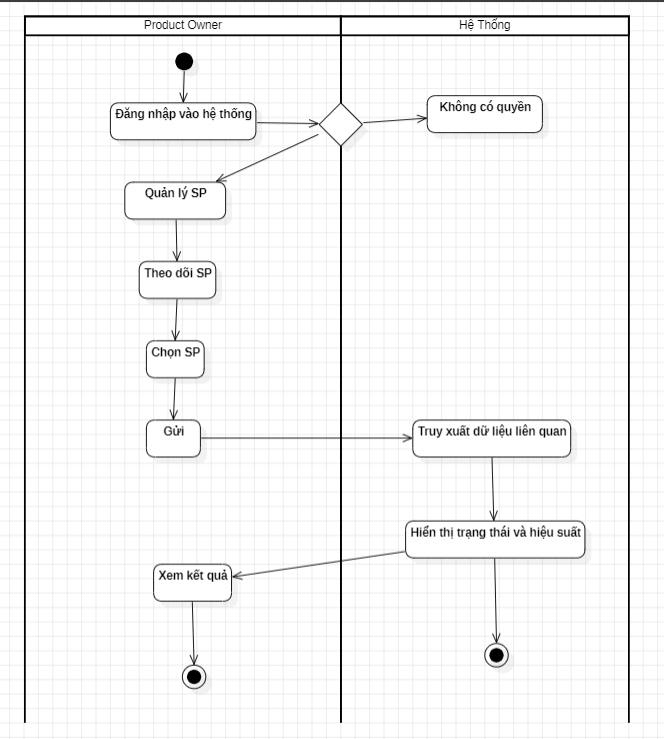 Product Owner
Hệ Thống
Đăng nhập vào hệ thống
Không có quyền
Quản lý SP
Theo dõi SP
Chọn SP
Gửi
Truy xuất dữ liệu liên quan
Hiển thị trạng thái và hiệu suất
Xem kết quả